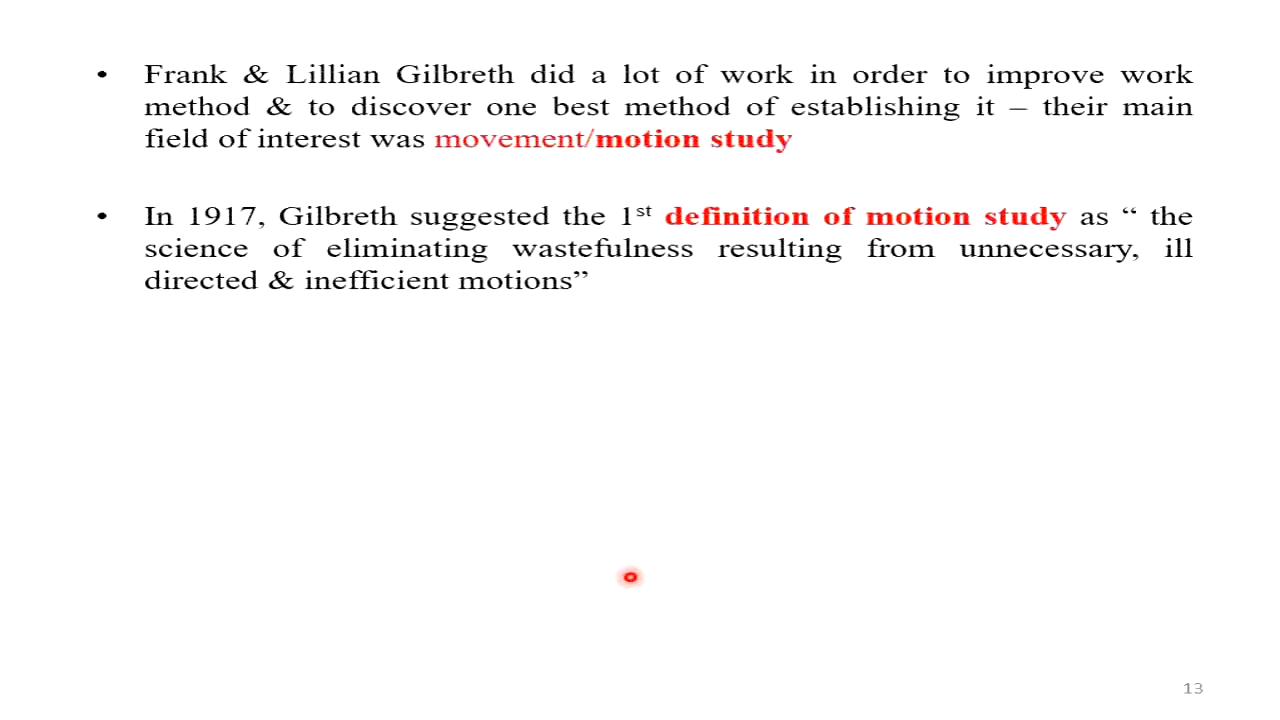 • Frank & Lillian Gilbreth did a lot of work in order to improve work
method & to discover one best method of establishing it – their main
field of interest was movement/motion study
• In 1917, Gilbreth suggested the 1st definition of motion study as “ the
science of eliminating wastefulness resulting from unnecessary, ill
directed & inefficient motions”
13